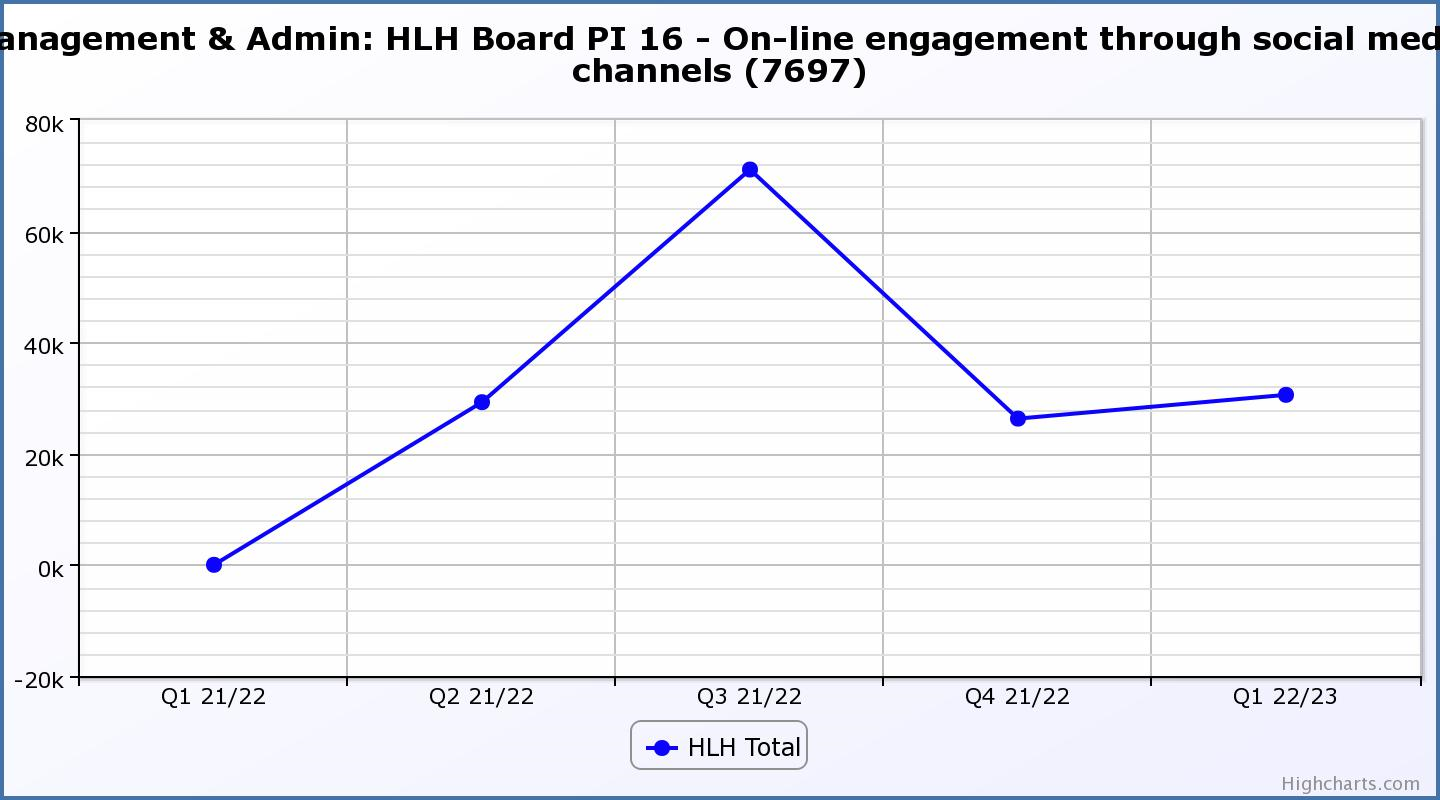 anagement & Admin: HLH Board PI 16 - On-line engagement through social med
channels (7697)
80k
60k
40k
20k
0k
-20k
Q1 21/22 Q2 21/22 Q3 21/22 Q4 21/22 Q1 22/23
HLH Total
Highcharts.com